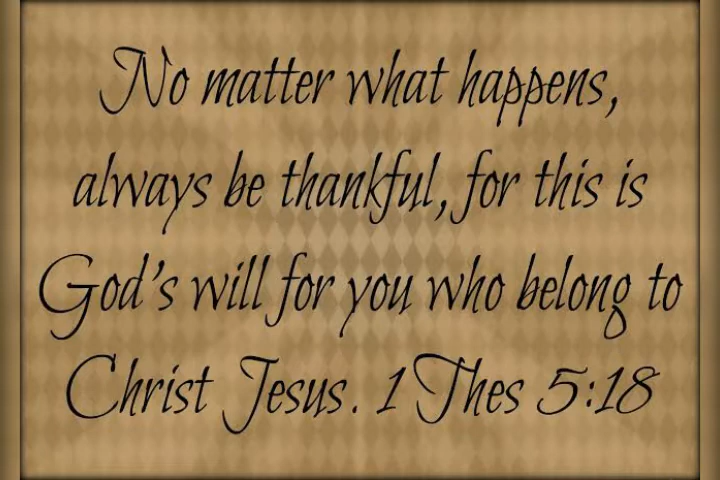 No matter what happens,
always be thankful, for this is
God's will for you who belong to
Christ Jesus. 1 Thes 5:18